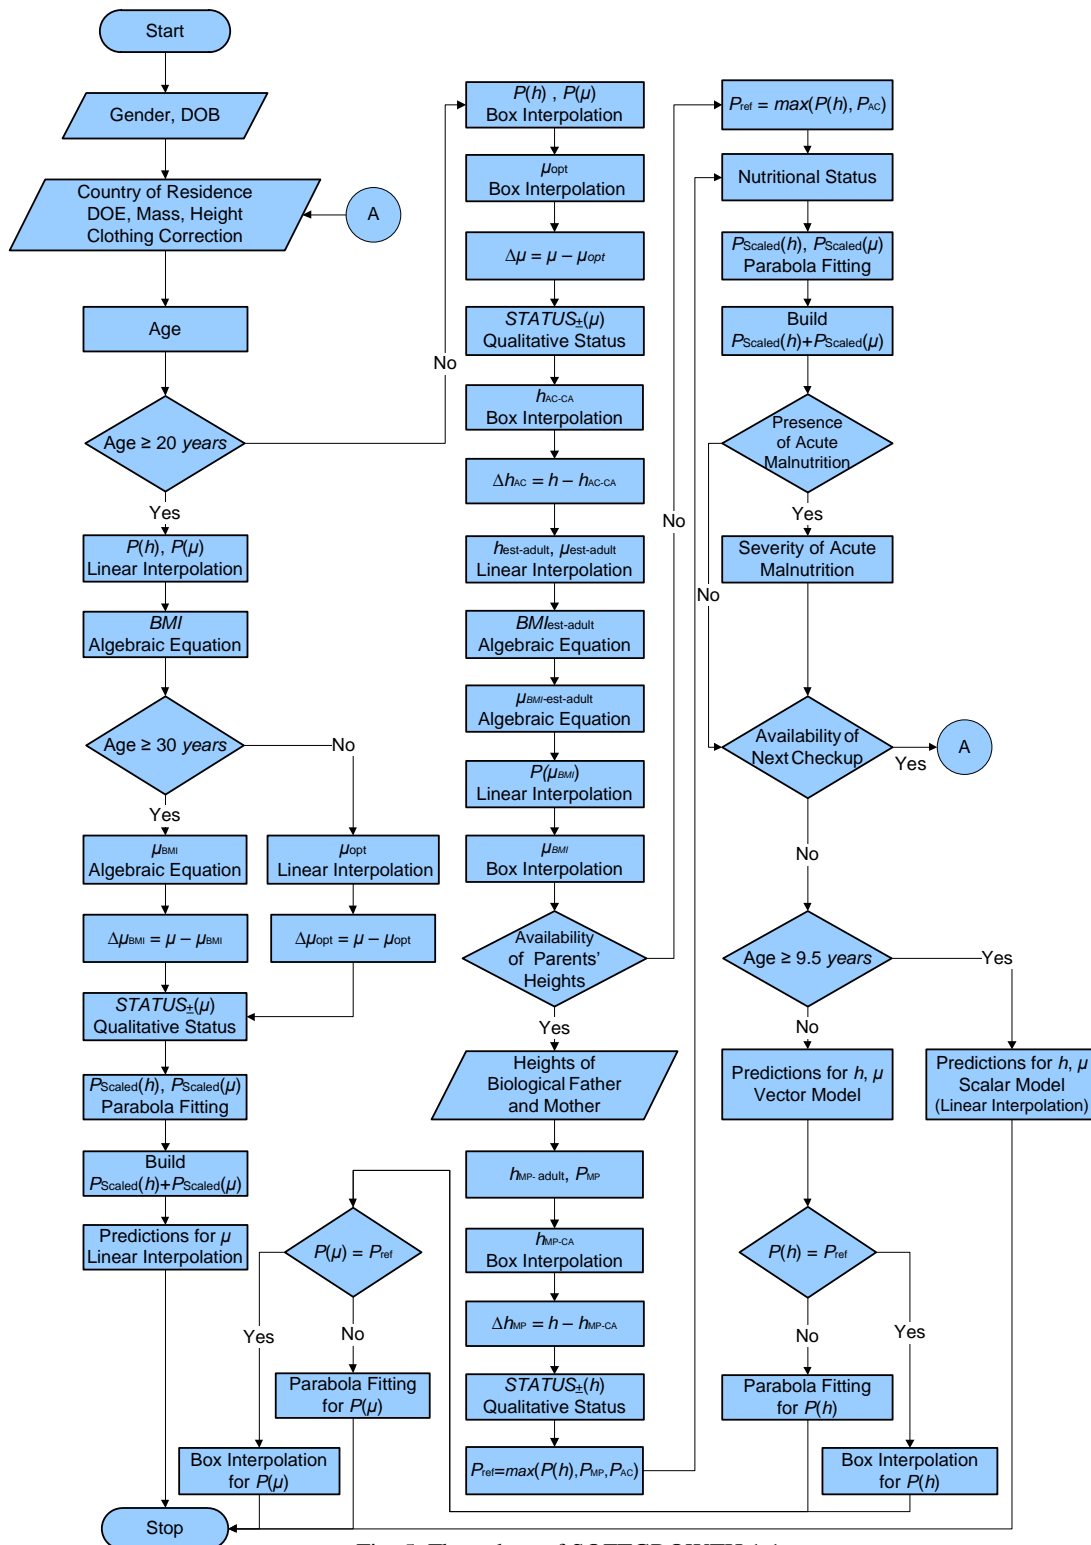 Start
Gender, DOB
Country of Residence
DOE, Mass, Height
Clothing Correction
A
Age
Age ≥ 20 years
No
Yes
P(h), P(μ)
Linear Interpolation
BMI
Algebraic Equation
Age ≥ 30 years
No
Yes
μBMI
Algebraic Equation
μopt
Linear Interpolation
ΔμBMI = μ – μBMI
Δμopt = μ – μopt
STATUS±(μ)
Qualitative Status
PScaled(h), PScaled(μ)
Parabola Fitting
Build
PScaled(h)+PScaled(μ)
Predictions for μ
Linear Interpolation
P(μ) = Pref
Yes
No
Parabola Fitting
for P(μ)
Box Interpolation
for P(μ)
Stop
P(h) , P(μ)
Box Interpolation
μopt
Box Interpolation
Δμ = μ – μopt
STATUS±(μ)
Qualitative Status
hAC-CA
Box Interpolation
ΔhAC = h – hAC-CA
hest-adult, μest-adult
Linear Interpolation
BMIest-adult
Algebraic Equation
μBMI-est-adult
Algebraic Equation
P(μBMI)
Linear Interpolation
μBMI
Box Interpolation
Availability
of Parents'
Heights
No
Yes
Heights of
Biological Father
and Mother
hMP- adult, PMP
hMP-CA
Box Interpolation
ΔhMP = h – hMP-CA
STATUS±(h)
Qualitative Status
Pref=max(P(h),PMP,PAC)
Pref = max(P(h), PAC)
Nutritional Status
PScaled(h), PScaled(μ)
Parabola Fitting
Build
PScaled(h)+PScaled(μ)
Presence
of Acute
Malnutrition
No
Yes
Severity of Acute
Malnutrition
Availability of
Next Checkup
Yes
A
No
Age ≥ 9.5 years
Yes
No
Predictions for h, μ
Vector Model
Predictions for h, μ
Scalar Model
(Linear Interpolation)
P(h) = Pref
No
Yes
Parabola Fitting
for P(h)
Box Interpolation
for P(h)